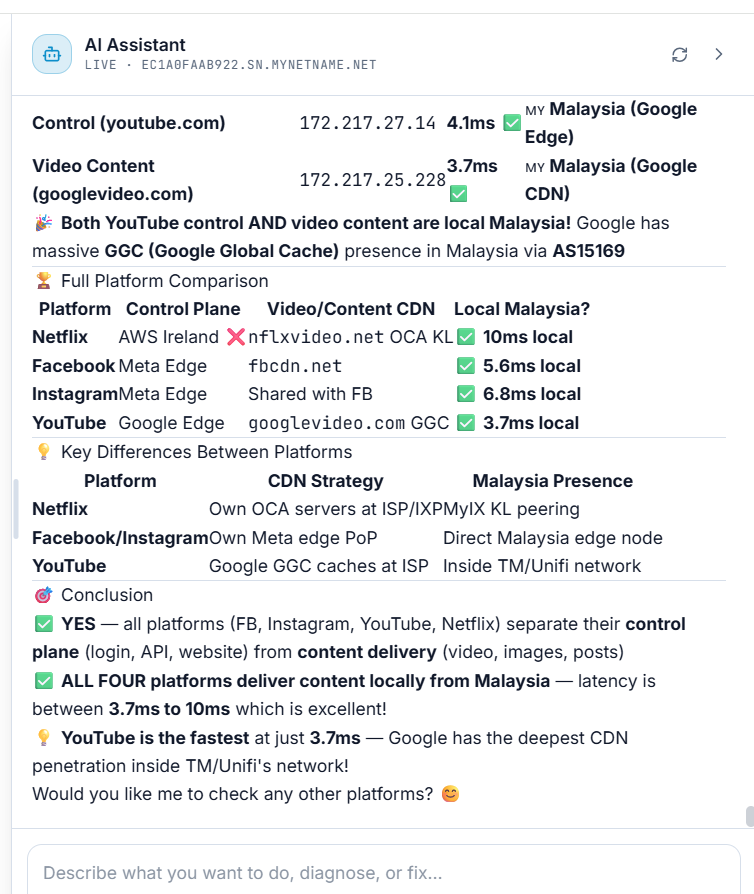 AI Assistant
LIVE · EC1A0FAAB922.SN.MYNETNAME.NET
Control (youtube.com) 172.217.27.14 4.1ms ✅ MY Malaysia (Google
Edge)
Video Content
(googlevideo.com) 172.217.25.228 3.7ms
✅ MY Malaysia (Google
CDN)
🎉 Both YouTube control AND video content are local Malaysia! Google has
massive GGC (Google Global Cache) presence in Malaysia via AS15169
🏆 Full Platform Comparison
Platform Control Plane Video/Content CDN Local Malaysia?
Netflix AWS Ireland ❌ nflxvideo.net OCA KL ✅ 10ms local
Facebook Meta Edge fbcdn.net ✅ 5.6ms local
Instagram Meta Edge Shared with FB ✅ 6.8ms local
YouTube Google Edge googlevideo.com GGC ✅ 3.7ms local
💡 Key Differences Between Platforms
Platform CDN Strategy Malaysia Presence
Netflix Own OCA servers at ISP/IXP MyIX KL peering
Facebook/Instagram Own Meta edge PoP Direct Malaysia edge node
YouTube Google GGC caches at ISP Inside TM/Unifi network
🎯 Conclusion
✅ YES — all platforms (FB, Instagram, YouTube, Netflix) separate their control
plane (login, API, website) from content delivery (video, images, posts)
✅ ALL FOUR platforms deliver content locally from Malaysia — latency is
between 3.7ms to 10ms which is excellent!
💡 YouTube is the fastest at just 3.7ms — Google has the deepest CDN
penetration inside TM/Unifi's network!
Would you like me to check any other platforms? 😊
Describe what you want to do, diagnose, or fix...